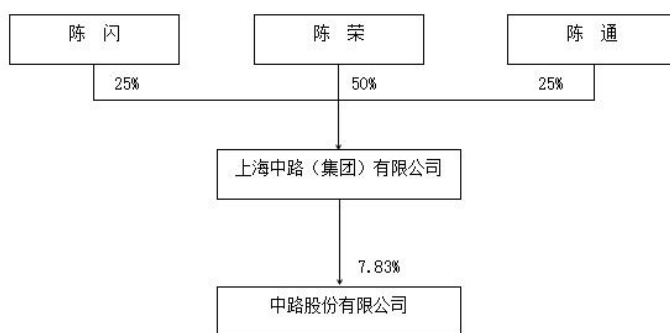 陈 闪
陈 荣
陈 通
25%
50%
25%
上海中路（集团）有限公司
7.83%
中路股份有限公司